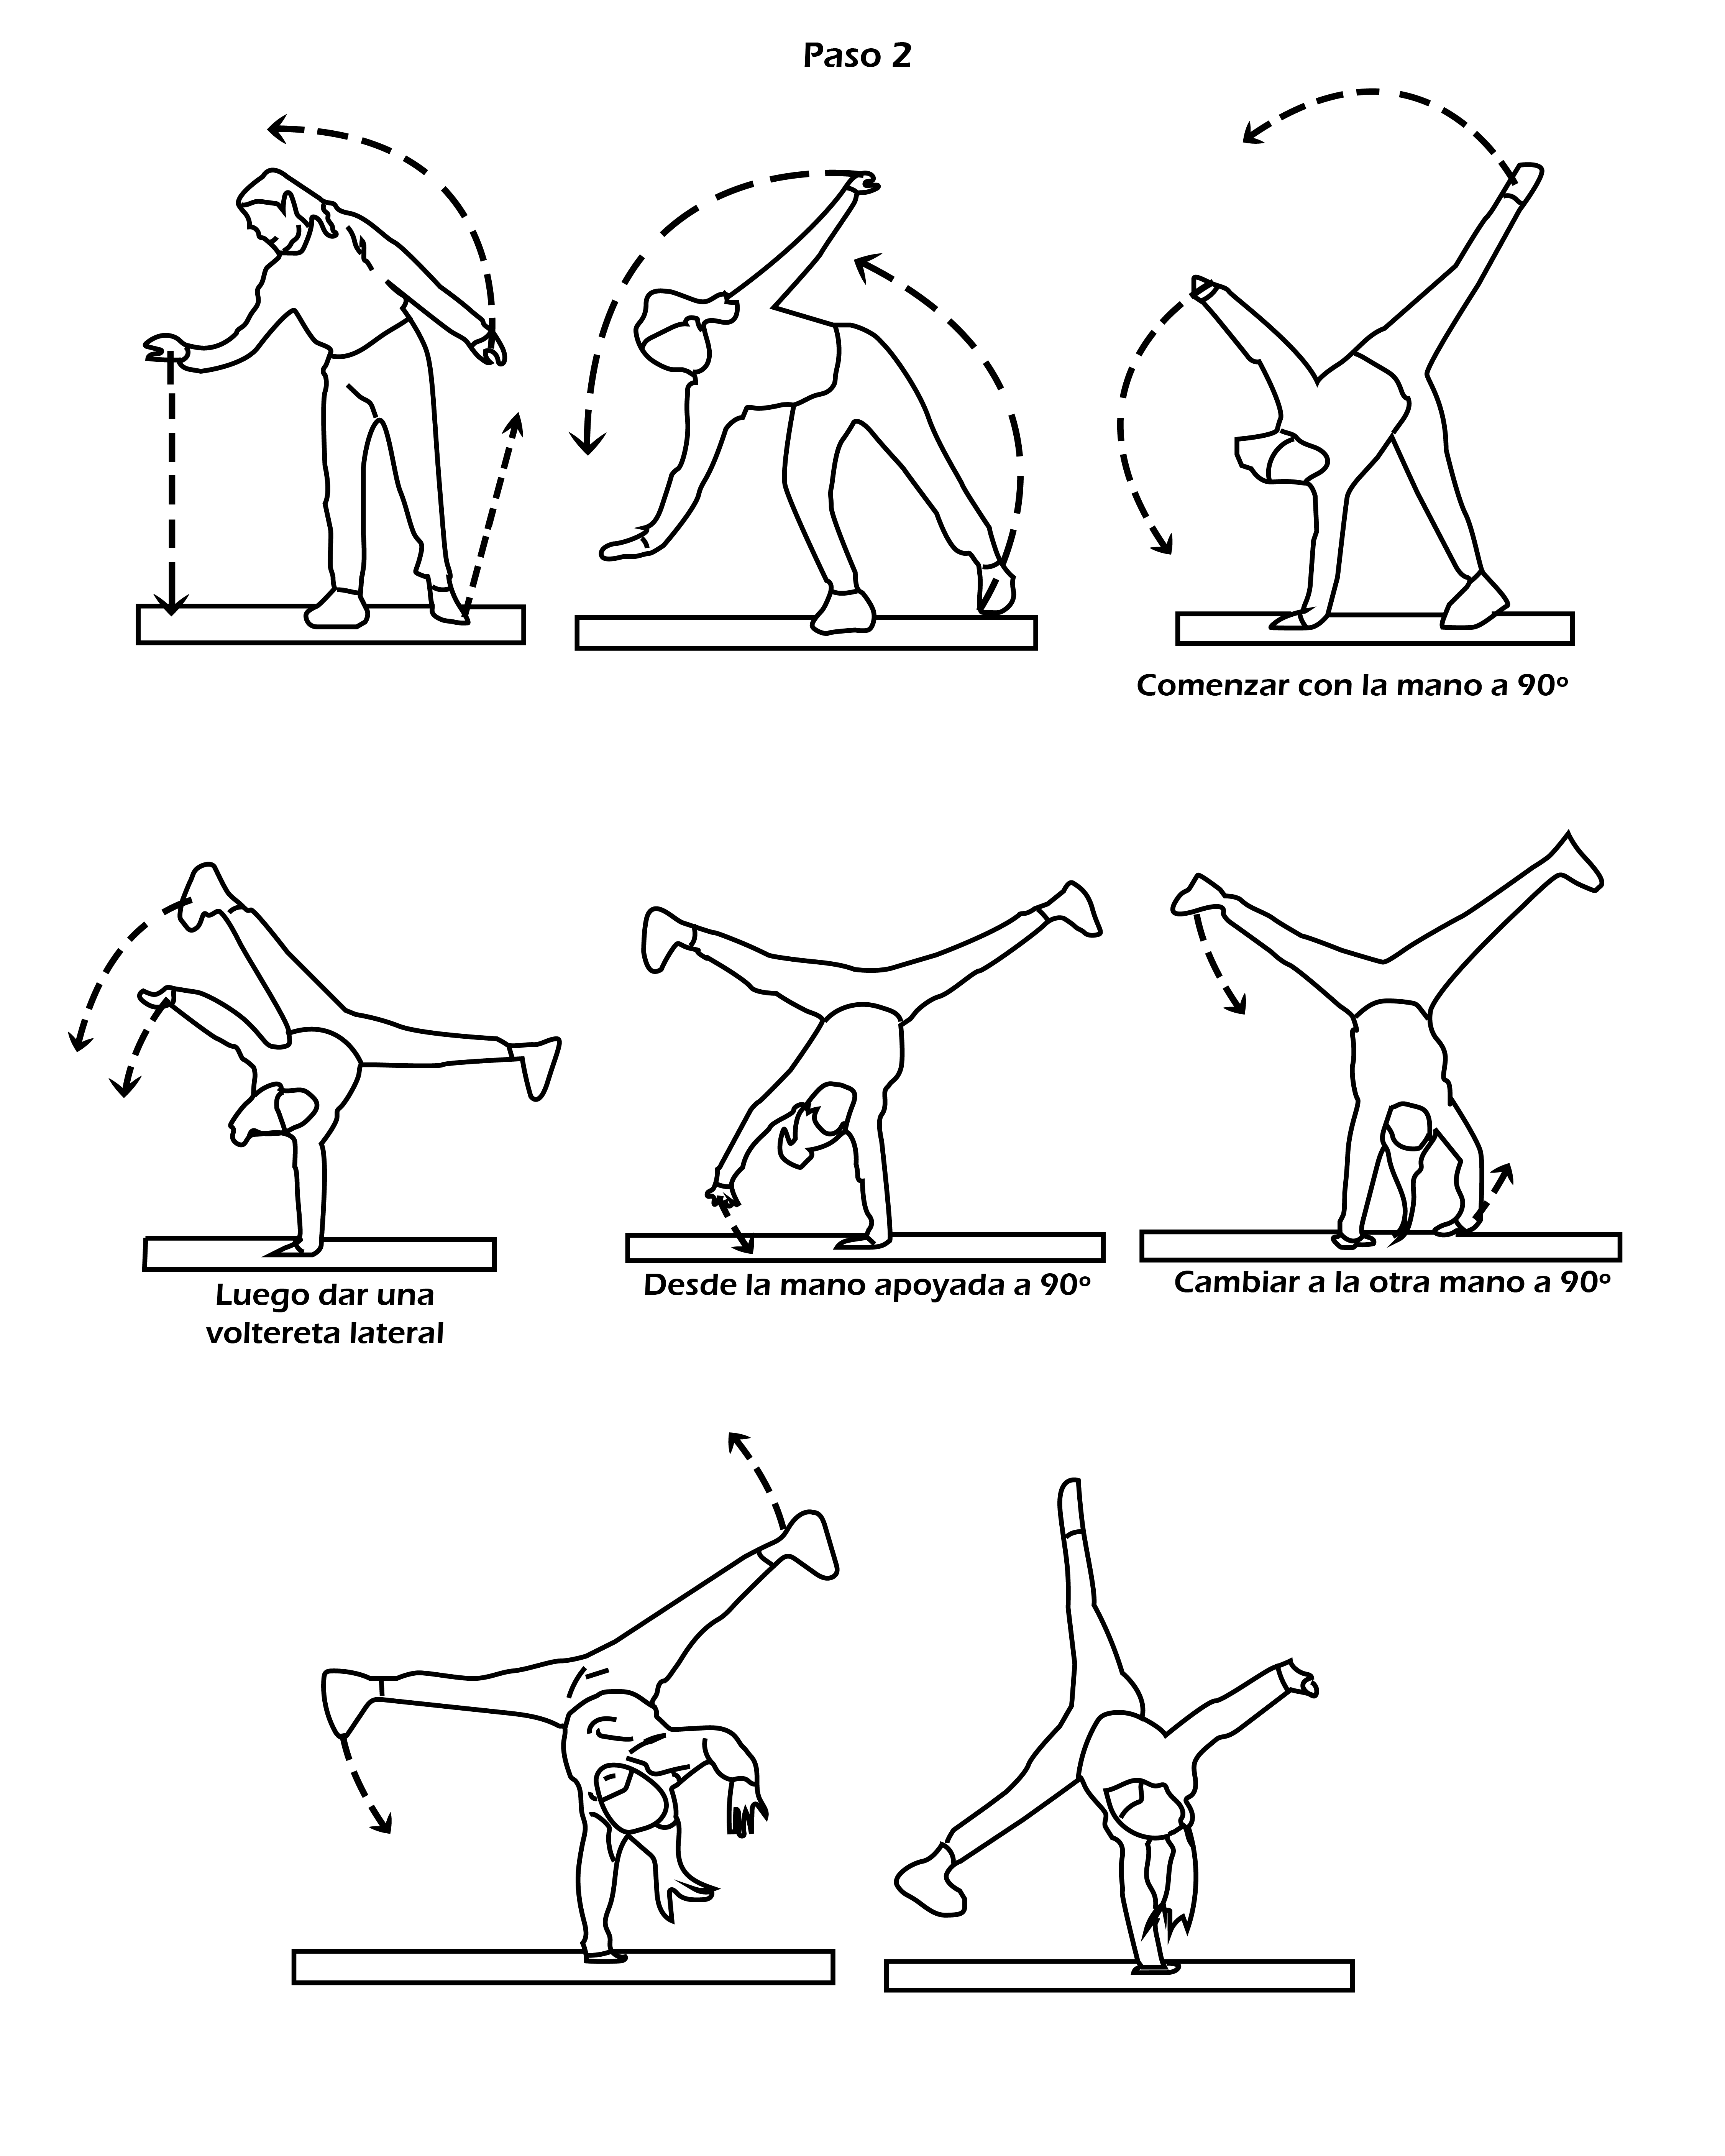 Paso 2
Comenzar con la mano a 90º
Luego dar una
voltereta lateral
Desde la mano apoyada a 90º
Cambiar a la otra mano a 90º